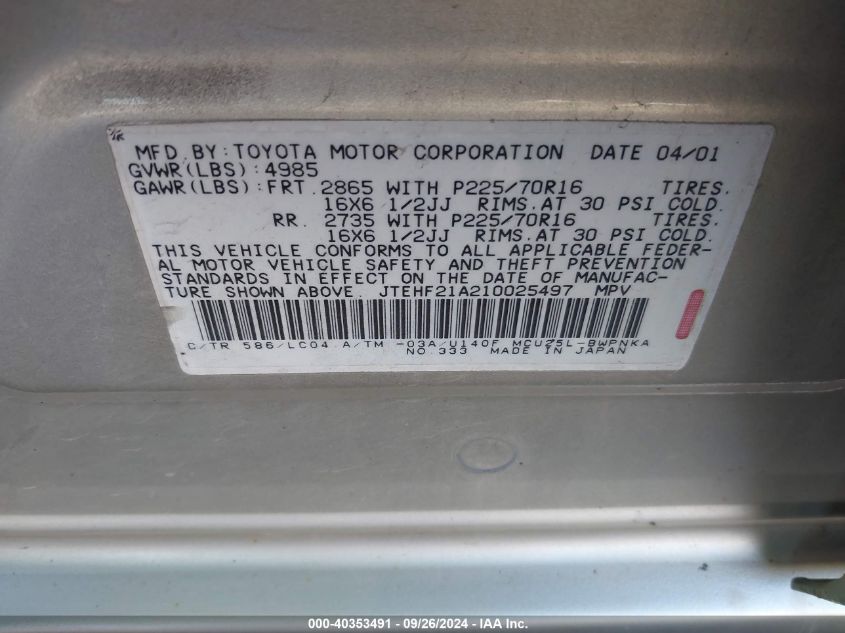 MFD. BY: TOYOTA MOTOR CORPORATION DATE 04/01
GVWR(LBS):4985
GAWR(LBS):FRT. 2865 WITH P225/70R16 TIRES.
16X6 1/2JJ RIMS.AT 30 PSI COLD.
RR. 2735 WITH P225/70R16 TIRES.
16X6 1/2JJ RIMS.AT 30 PSI COLD.
THIS VEHICLE CONFORMS TO ALL APPLICABLE FEDER-
AL MOTOR VEHICLE SAFETY AND THEFT PREVENTION
STANDARDS IN EFFECT ON THE DATE OF MANUFAC-
TURE SHOWN ABOVE. JTEHF21A210025497 MPV
C/TR 586/LC04 A/TM -03A/U140F MCU25L-BWPNKA
NO.333 MADE IN JAPAN
000-40353491 - 09/26/2024 - IAA Inc.